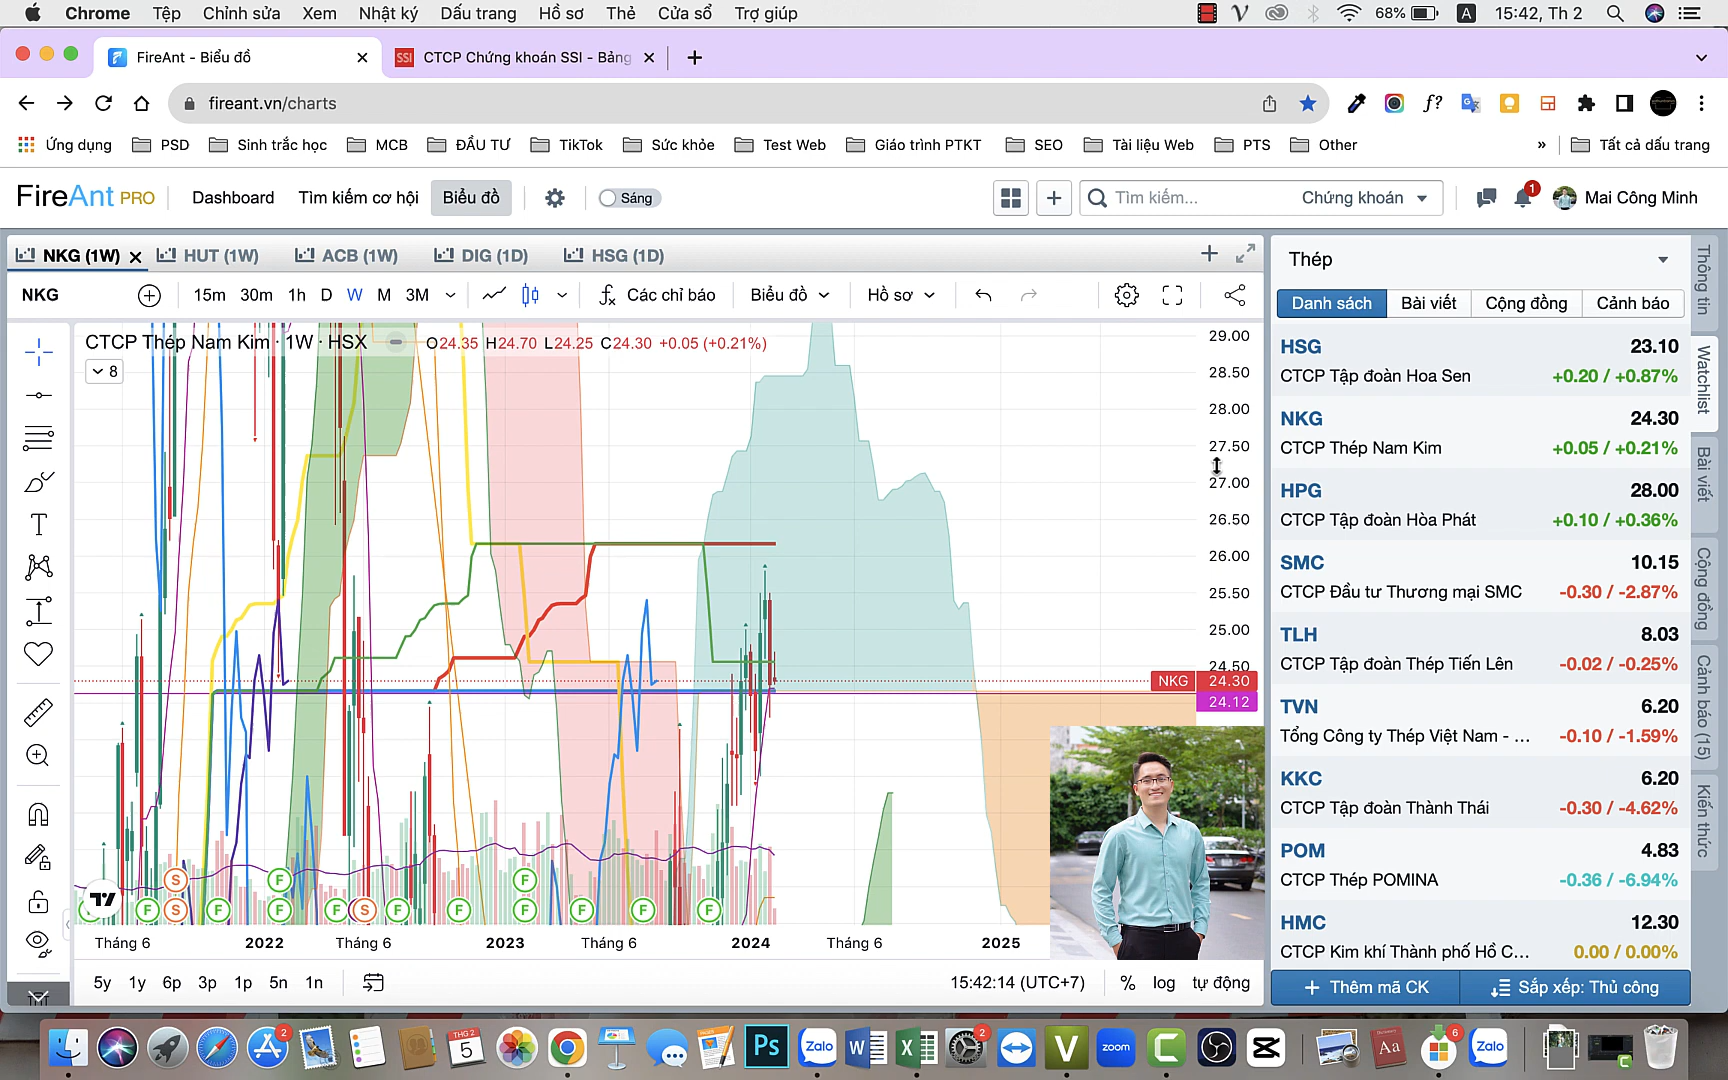 Chrome Tệp Chỉnh sửa Xem Nhật ký Dấu trang Hồ sơ Thẻ Cửa sổ Trợ giúp 68% A 15:42, Th 2
FireAnt - Biểu đồ
SSI CTCP Chứng khoán SSI - Bảng
fireant.vn/charts
f?
Ứng dụng PSD Sinh trắc học MCB ĐẦU TƯ TikTok Sức khỏe Test Web Giáo trình PTKT SEO Tài liệu Web PTS Other » Tất cả dấu trang
FireAnt PRO Dashboard Tìm kiếm cơ hội Biểu đồ Sáng Tìm kiếm... Chứng khoán 1 Mai Công Minh
NKG (1W) HUT (1W) ACB (1W) DIG (1D) HSG (1D)
NKG 15m 30m 1h D W M 3M Các chỉ báo Biểu đồ Hồ sơ
CTCP Thép Nam Kim · 1W · HSX O24.35 H24.70 L24.25 C24.30 +0.05 (+0.21%)
8
29.00
28.50
28.00
27.50
27.00
26.50
26.00
25.50
25.00
24.50
NKG 24.30
24.12
S F F
F S F F F S F F F F F F
Tháng 6 2022 Tháng 6 2023 Tháng 6 2024 Tháng 6 2025
5y 1y 6p 3p 1p 5n 1n 15:42:14 (UTC+7) % log tự động
Thép
Danh sách Bài viết Cộng đồng Cảnh báo
HSG 23.10
CTCP Tập đoàn Hoa Sen +0.20 / +0.87%
NKG 24.30
CTCP Thép Nam Kim +0.05 / +0.21%
HPG 28.00
CTCP Tập đoàn Hòa Phát +0.10 / +0.36%
SMC 10.15
CTCP Đầu tư Thương mại SMC -0.30 / -2.87%
TLH 8.03
CTCP Tập đoàn Thép Tiến Lên -0.02 / -0.25%
TVN 6.20
Tổng Công ty Thép Việt Nam - ... -0.10 / -1.59%
KKC 6.20
CTCP Tập đoàn Thành Thái -0.30 / -4.62%
POM 4.83
CTCP Thép POMINA -0.36 / -6.94%
HMC 12.30
CTCP Kim khí Thành phố Hồ C... 0.00 / 0.00%
Thêm mã CK Sắp xếp: Thủ công
Thông tin
Watchlist
Bài viết
Cộng đồng
Cảnh báo (15)
Kiến thức
2 THG 2 5 Ps Zalo W X 2 V zoom C Aa 6 Zalo